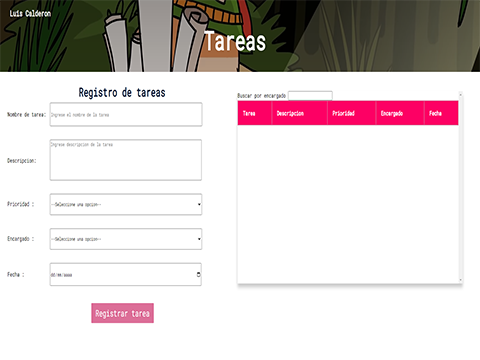 Luis Calderon
Tareas
Registro de tareas
Nombre de tarea:
Ingrese el nombre de la tarea
Descripcion:
Ingrese descripcion de la tarea
Prioridad :
--Seleccione una opcion--
Encargado :
--Seleccione una opcion--
Fecha :
dd/mm/aaaa
Registrar tarea
Buscar por encargado
Tarea Descripcion Prioridad Encargado Fecha